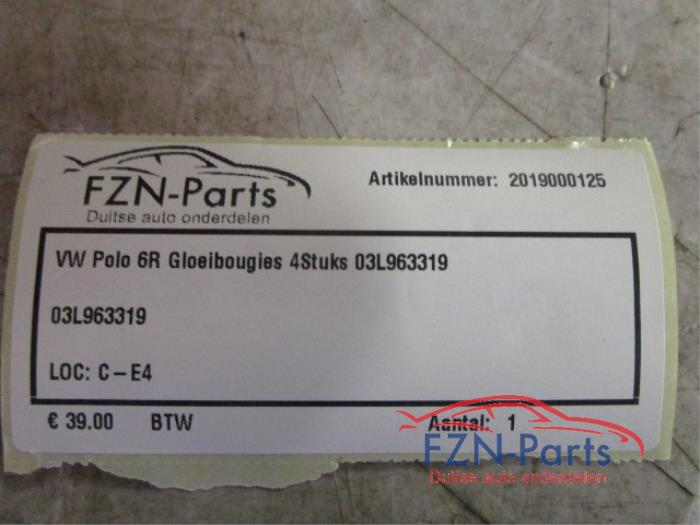 FZN-Parts
Duitse auto onderdelen
Artikelnummer: 2019000125
VW Polo 6R Gloeibougies 4Stuks 03L963319
03L963319
LOC: C-E4
€ 39.00 BTW Aantal: 1
FZN-Parts
Duitse auto onderdelen